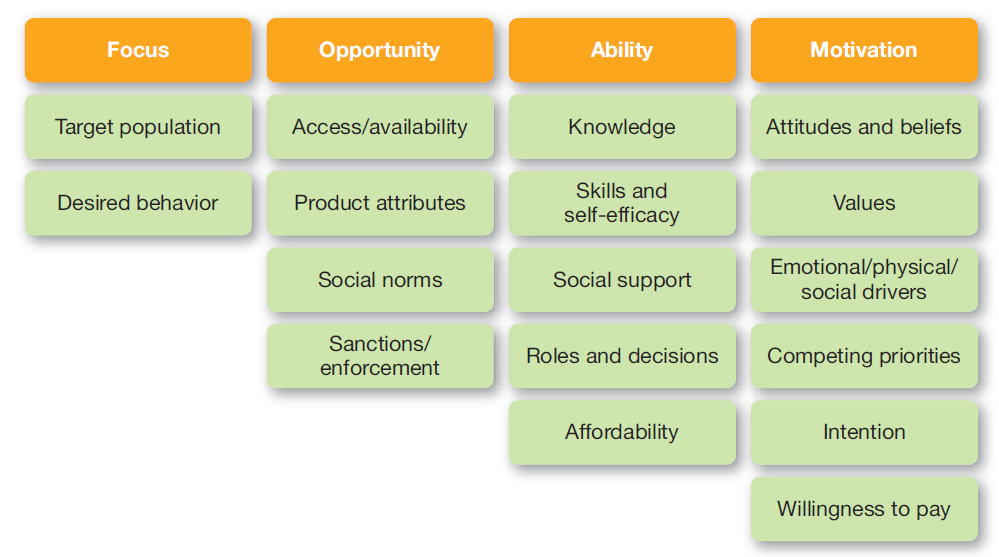 Focus
Target population
Desired behavior
Opportunity
Access/availability
Product attributes
Social norms
Sanctions/
enforcement
Ability
Knowledge
Skills and
self-efficacy
Social support
Roles and decisions
Affordability
Motivation
Attitudes and beliefs
Values
Emotional/physical/
social drivers
Competing priorities
Intention
Willingness to pay